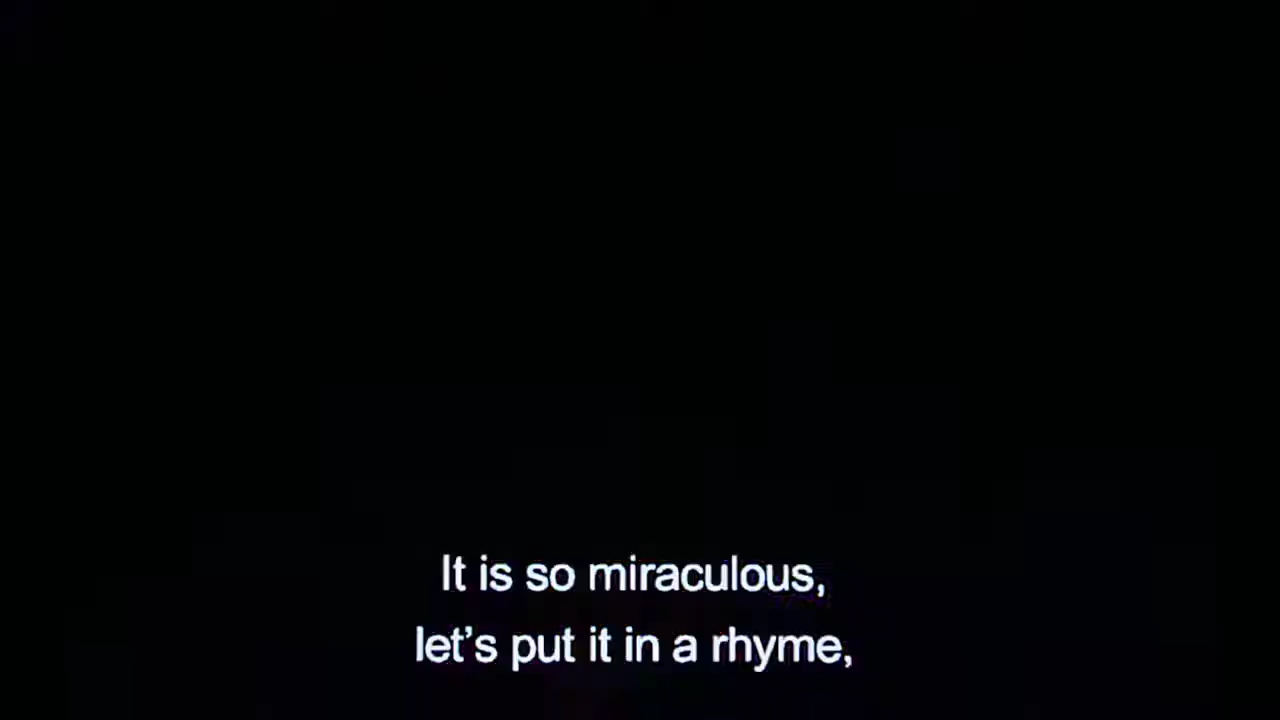 It is so miraculous,
let’s put it in a rhyme,